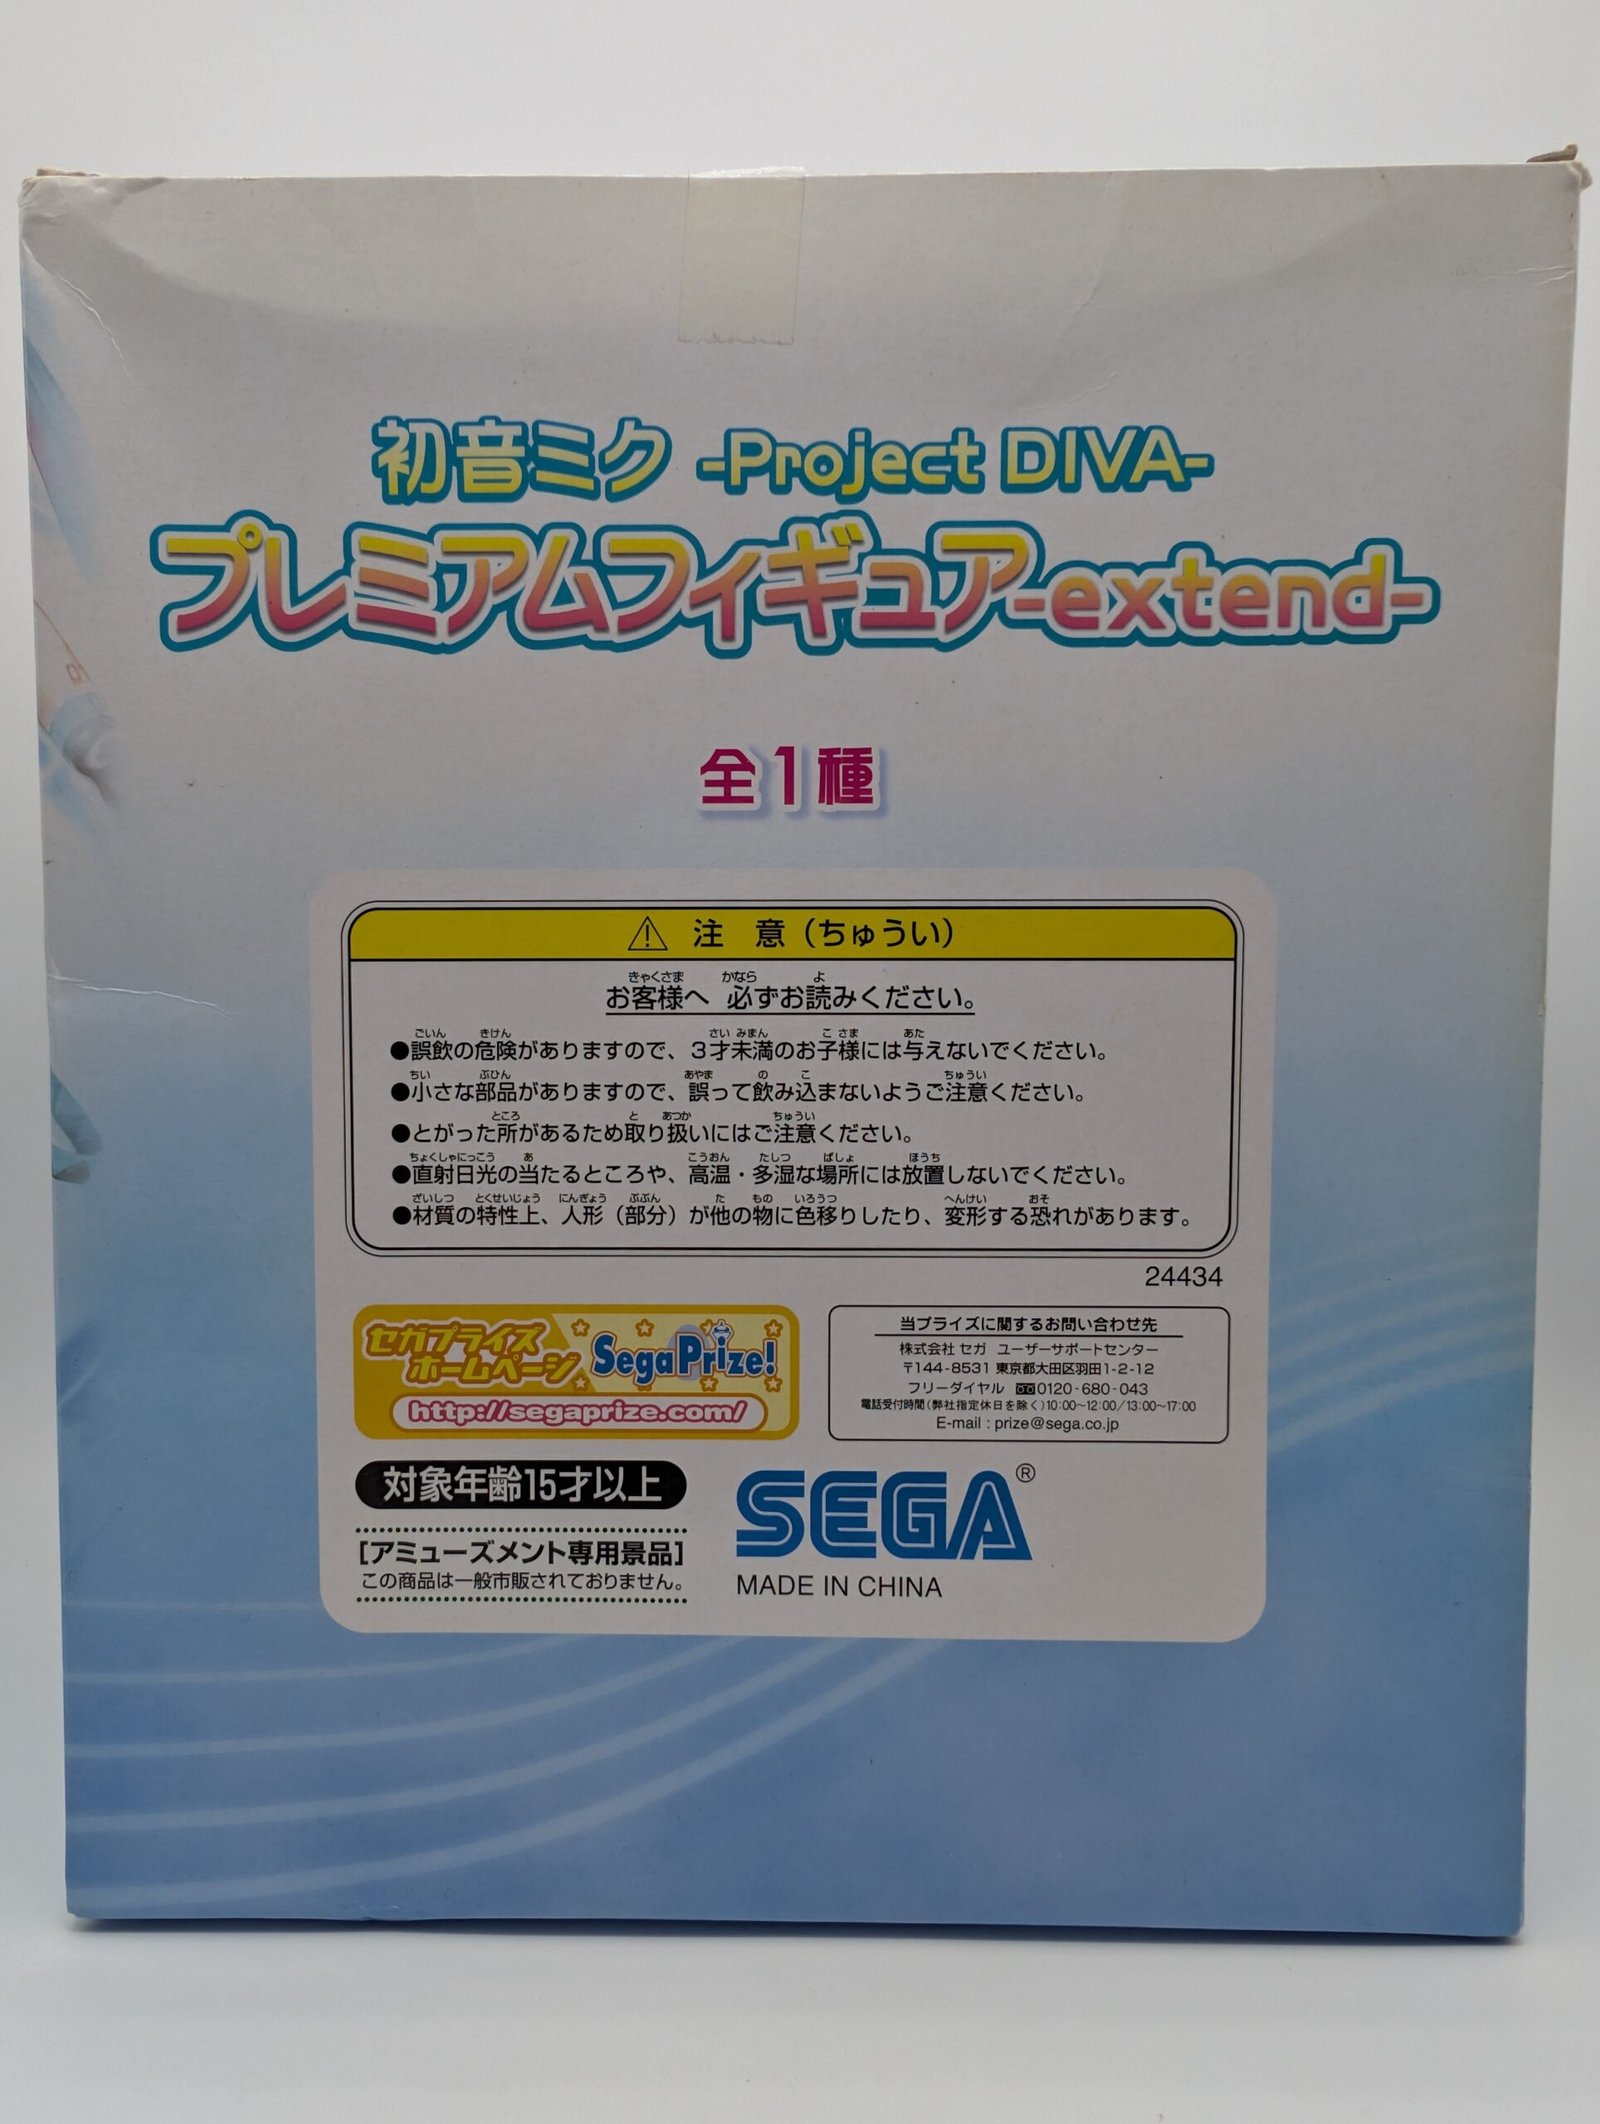 初音ミク -Project DIVA-
プレミアムフィギュア-extend-
全1種
注 意(ちゅうい)
お客様へ 必ずお読みください。
●誤飲の危険がありますので、3才未満のお子様には与えないでください。
●小さな部品がありますので、誤って飲み込まないようご注意ください。
●とがった所があるため取り扱いにはご注意ください。
●直射日光の当たるところや、高温・多湿な場所には放置しないでください。
●材質の特性上、人形(部分)が他の物に色移りしたり、変形する恐れがあります。
24434
セガプライズ
ホームページ
Sega Prize!
http://segaprize.com/
当プライズに関するお問い合わせ先
株式会社 セガ ユーザーサポートセンター
〒144-8531 東京都大田区羽田1-2-12
フリーダイヤル 0120-680-043
電話受付時間(弊社指定休日を除く)10:00~12:00/13:00~17:00
E-mail : prize@sega.co.jp
対象年齢15才以上
[アミューズメント専用景品]
この商品は一般市販されておりません。
SEGA®
MADE IN CHINA